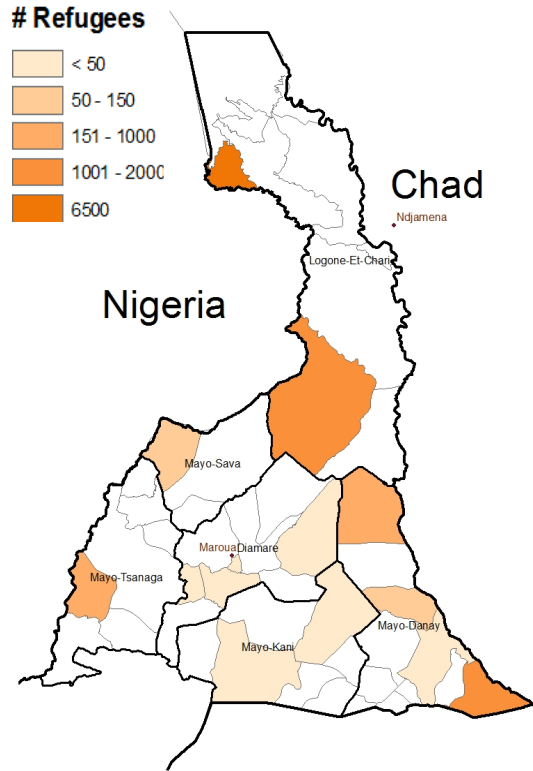 # Refugees
< 50
50 - 150
151 - 1000
1001 - 2000
6500
Chad
Ndjamena
Logone-Et-Chari
Nigeria
Mayo-Sava
Maroua
Diamare
Mayo-Tsanaga
Mayo-Danay
Mayo-Kani